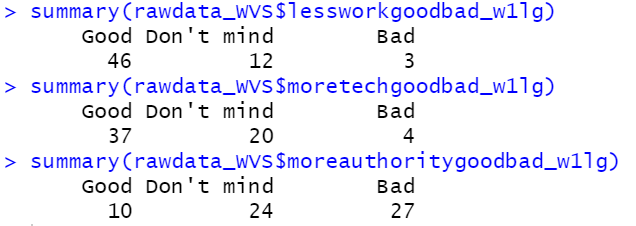 > summary(rawdata_WVS$lessworkgoodbad_w1lg)
Good Don't mind Bad
46 12 3
> summary(rawdata_WVS$moretechgoodbad_w1lg)
Good Don't mind Bad
37 20 4
> summary(rawdata_WVS$moreauthoritygoodbad_w1lg)
Good Don't mind Bad
10 24 27